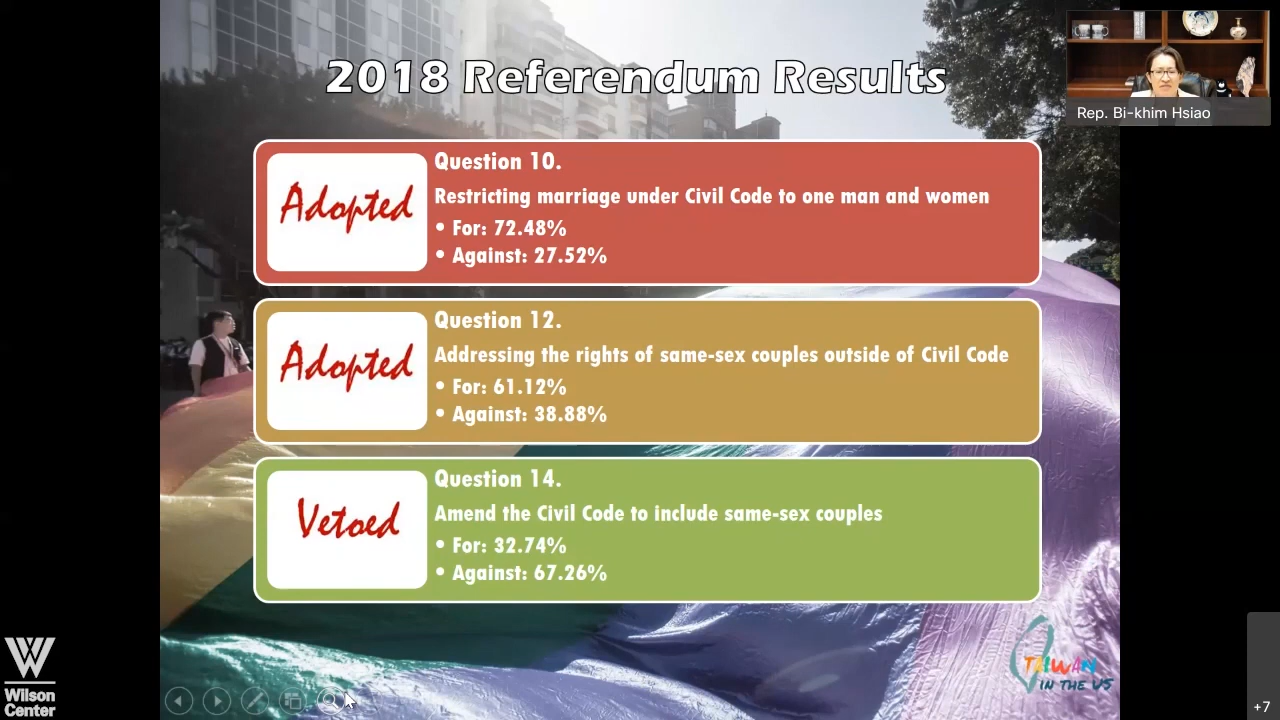 2018 Referendum Results
Rep. Bi-khim Hsiao
Adopted
Question 10.
Restricting marriage under Civil Code to one man and women
• For: 72.48%
• Against: 27.52%
Adopted
Question 12.
Addressing the rights of same-sex couples outside of Civil Code
• For: 61.12%
• Against: 38.88%
Vetoed
Question 14.
Amend the Civil Code to include same-sex couples
• For: 32.74%
• Against: 67.26%
TAIWAN
IN THE US
Wilson
Center
+7